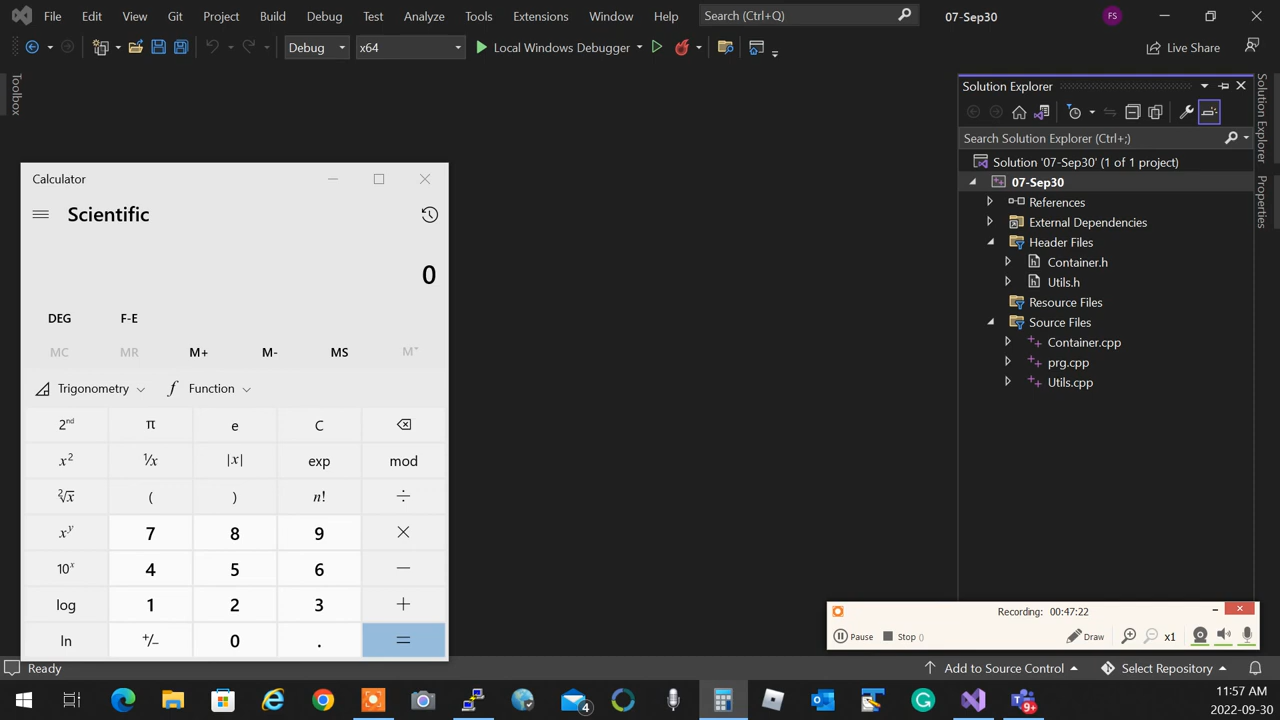 File Edit View Git Project Build Debug Test Analyze Tools Extensions Window Help Search (Ctrl+Q) 07-Sep30 FS
Debug x64 Local Windows Debugger Live Share
Toolbox
Solution Explorer
Search Solution Explorer (Ctrl+;)
Solution '07-Sep30' (1 of 1 project)
07-Sep30
References
External Dependencies
Header Files
Container.h
Utils.h
Resource Files
Source Files
Container.cpp
prg.cpp
Utils.cpp
Solution Explorer
Properties
Calculator
Scientific
0
DEG F-E
MC MR M+ M- MS M˅
Trigonometry f Function
2nd π e C
x² ¹/x |x| exp mod
²√x ( ) n! ÷
xʸ 7 8 9 ×
10ˣ 4 5 6 −
log 1 2 3 +
ln +/− 0 . =
Recording: 00:47:22
Pause Stop () Draw x1
Ready Add to Source Control Select Repository
4
9+
11:57 AM
2022-09-30